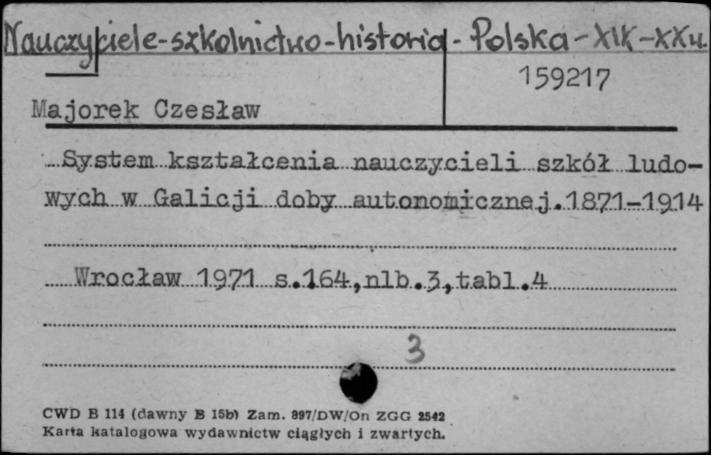 Nauczyciele-szkolnictwo-historia-Polska-XIX-XXw.
159217
Majorek Czesław
System kształcenia nauczycieli szkół ludo-
wych w Galicji doby autonomicznej.1871-1914
Wrocław 1971 s.164,nlb.3,tabl.4
3
CWD B 114 (dawny B 15b) Zam. 897/DW/On ZGG 2542
Karta katalogowa wydawnictw ciągłych i zwartych.